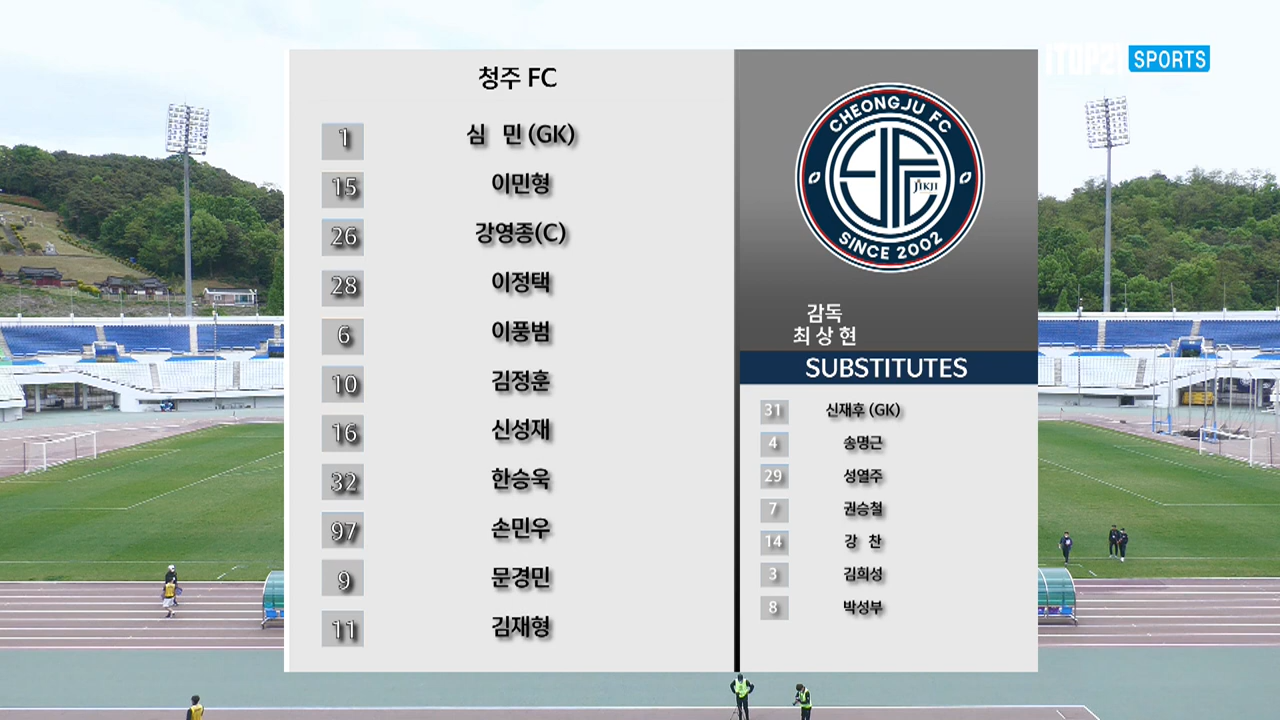 청주 FC
1 심 민 (GK)
15 이민형
26 강영종(C)
28 이정택
6 이풍범
10 김정훈
16 신성재
32 한승욱
97 손민우
9 문경민
11 김재형
ITOP21 SPORTS
CHEONGJU FC
JIKJI
SINCE 2002
감독
최 상 현
SUBSTITUTES
31 신재후 (GK)
4 송명근
29 성열주
7 권승철
14 강 찬
3 김희성
8 박성부